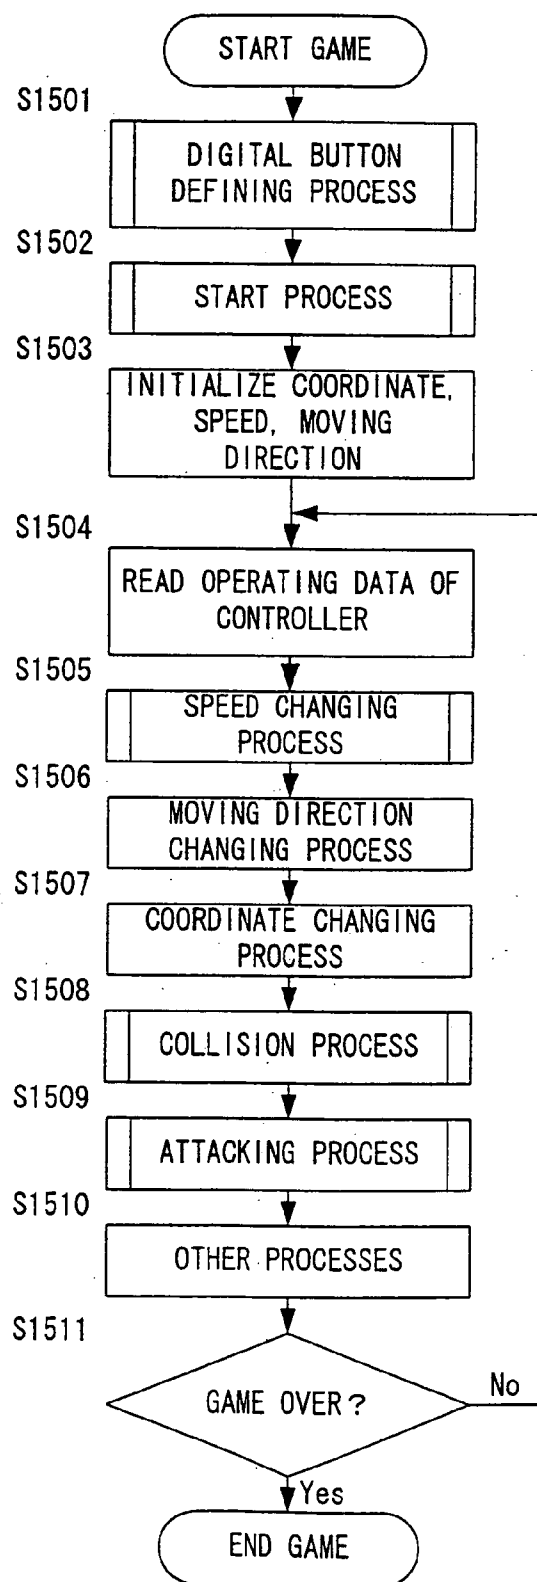 START GAME
S1501
DIGITAL BUTTON
DEFINING PROCESS
S1502
START PROCESS
S1503
INITIALIZE COORDINATE,
SPEED, MOVING
DIRECTION
S1504
READ OPERATING DATA OF
CONTROLLER
S1505
SPEED CHANGING
PROCESS
S1506
MOVING DIRECTION
CHANGING PROCESS
S1507
COORDINATE CHANGING
PROCESS
S1508
COLLISION PROCESS
S1509
ATTACKING PROCESS
S1510
OTHER PROCESSES
S1511
GAME OVER?
No
Yes
END GAME